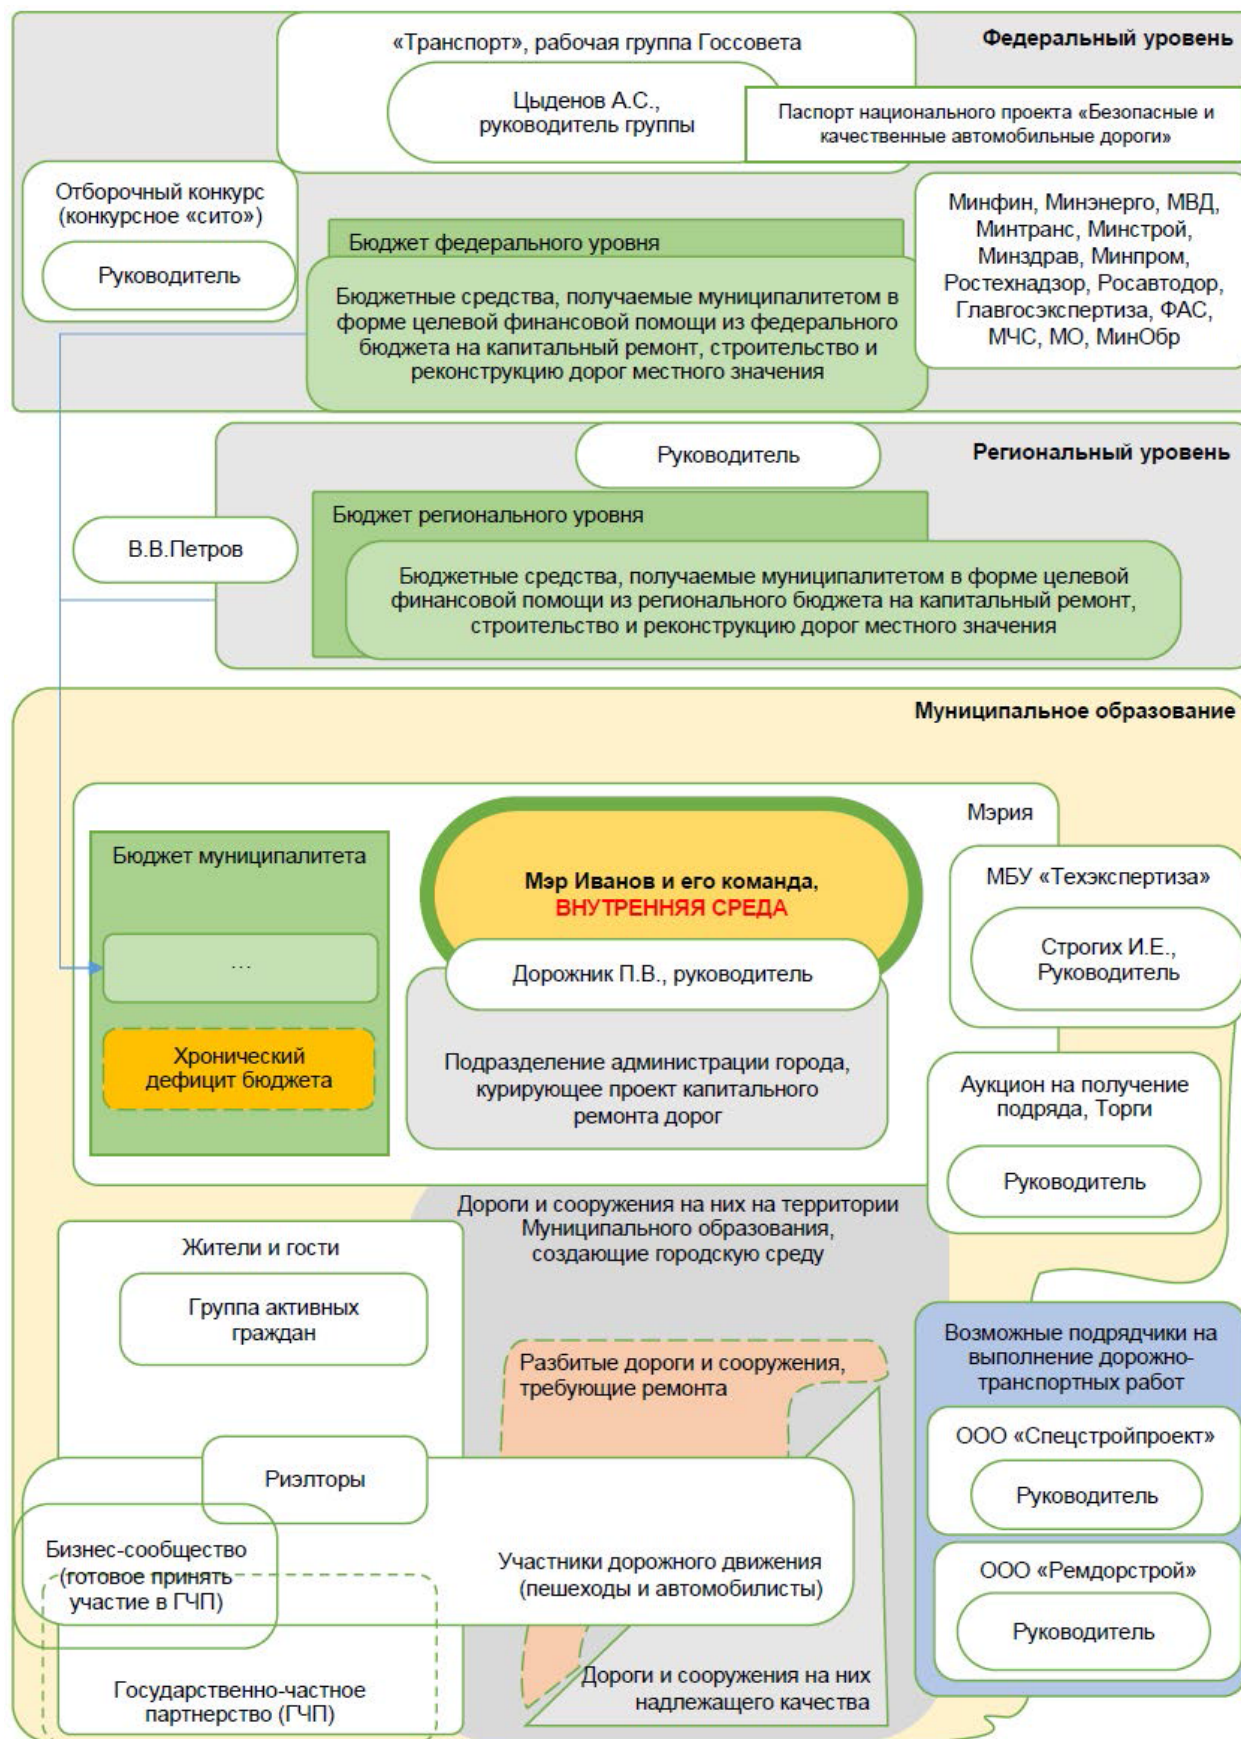 «Транспорт», рабочая группа Госсовета
Федеральный уровень
Цыденов А.С.,
руководитель группы
Паспорт национального проекта «Безопасные и
качественные автомобильные дороги»
Отборочный конкурс
(конкурсное «сито»)
Руководитель
Минфин, Минэнерго, МВД,
Минтранс, Минстрой,
Минздрав, Минпром,
Ростехнадзор, Росавтодор,
Главгосэкспертиза, ФАС,
МЧС, МО, МинОбр
Бюджет федерального уровня
Бюджетные средства, получаемые муниципалитетом в
форме целевой финансовой помощи из федерального
бюджета на капитальный ремонт, строительство и
реконструкцию дорог местного значения
Руководитель
Региональный уровень
Бюджет регионального уровня
В.В.Петров
Бюджетные средства, получаемые муниципалитетом в форме целевой
финансовой помощи из регионального бюджета на капитальный ремонт,
строительство и реконструкцию дорог местного значения
Муниципальное образование
Мэрия
Бюджет муниципалитета
…
Хронический
дефицит бюджета
Мэр Иванов и его команда,
ВНУТРЕННЯЯ СРЕДА
Дорожник П.В., руководитель
Подразделение администрации города,
курирующее проект капитального
ремонта дорог
МБУ «Техэкспертиза»
Строгих И.Е.,
Руководитель
Аукцион на получение
подряда, Торги
Руководитель
Дороги и сооружения на них на территории
Муниципального образования,
создающие городскую среду
Жители и гости
Группа активных
граждан
Разбитые дороги и сооружения,
требующие ремонта
Возможные подрядчики на
выполнение дорожно-
транспортных работ
ООО «Спецстройпроект»
Руководитель
ООО «Ремдорстрой»
Руководитель
Риэлторы
Бизнес-сообщество
(готовое принять
участие в ГЧП)
Участники дорожного движения
(пешеходы и автомобилисты)
Государственно-частное
партнерство (ГЧП)
Дороги и сооружения на них
надлежащего качества